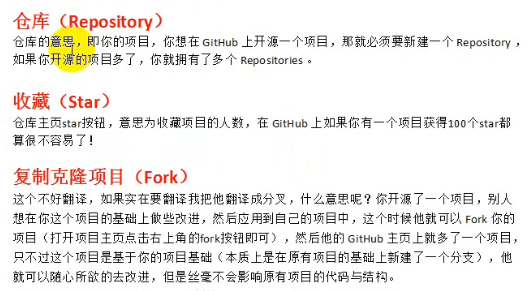 仓库（Repository）
仓库的意思，即你的项目，你想在 GitHub 上开源一个项目，那就必须要新建一个 Repository ，
如果你开源的项目多了，你就拥有了多个 Repositories 。
收藏（Star）
仓库主页star按钮，意思为收藏项目的人数，在 GitHub 上如果你有一个项目获得100个star都
算很不容易了！
复制克隆项目（Fork）
这个不好翻译，如果实在要翻译我把他翻译成分叉，什么意思呢？你开源了一个项目，别人
想在你这个项目的基础上做些改进，然后应用到自己的项目中，这个时候他就可以 Fork 你的
项目（打开项目主页点击右上角的fork按钮即可），然后他的 GitHub 主页上就多了一个项目，
只不过这个项目是基于你的项目基础（本质上是在原有项目的基础上新建了一个分支），他
就可以随心所欲的去改进，但是丝毫不会影响原有项目的代码与结构。